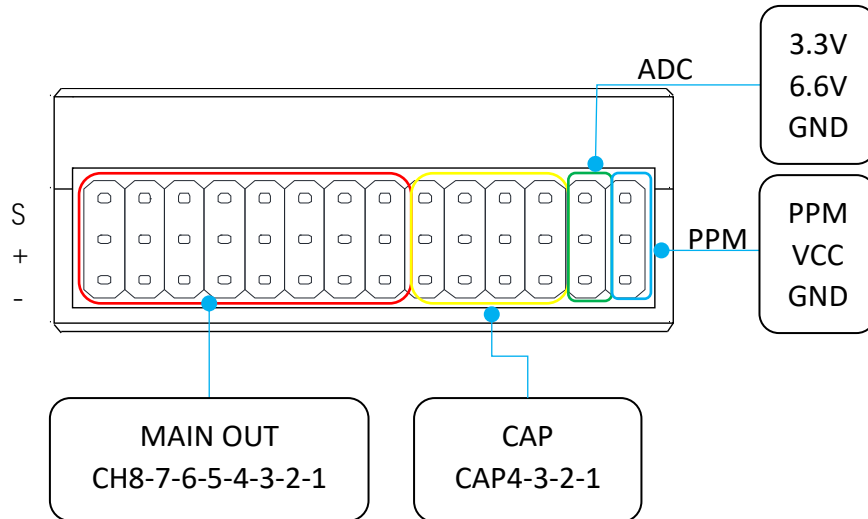 ADC
3.3V
6.6V
GND
S
+
-
PPM
PPM
VCC
GND
MAIN OUT
CH8-7-6-5-4-3-2-1
CAP
CAP4-3-2-1